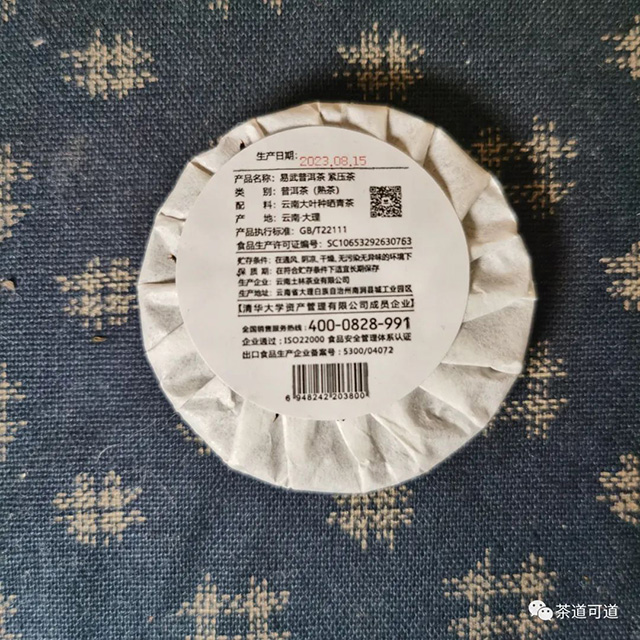 生产日期:
2023.08.15
产品名称: 易武普洱茶 紧压茶
类 别: 普洱茶 (熟茶)
配 料: 云南大叶种晒青茶
产 地: 云南·大理
产品执行标准: GB/T22111
食品生产许可证编号: SC10653292630763
贮存条件: 在通风、阴凉、干燥、无污染无异味的环境下
保 质 期: 在符合贮存条件下适宜长期保存
生产企业: 云南土林茶业有限公司
生产地址: 云南省大理白族自治州南涧县城工业园区
【清华大学资产管理有限公司成员企业】
全国销售服务热线: 400-0828-991
企业通过: ISO22000 食品安全管理体系认证
出口食品生产企业备案号: 5300/04072
6 948242 203800
茶道可道